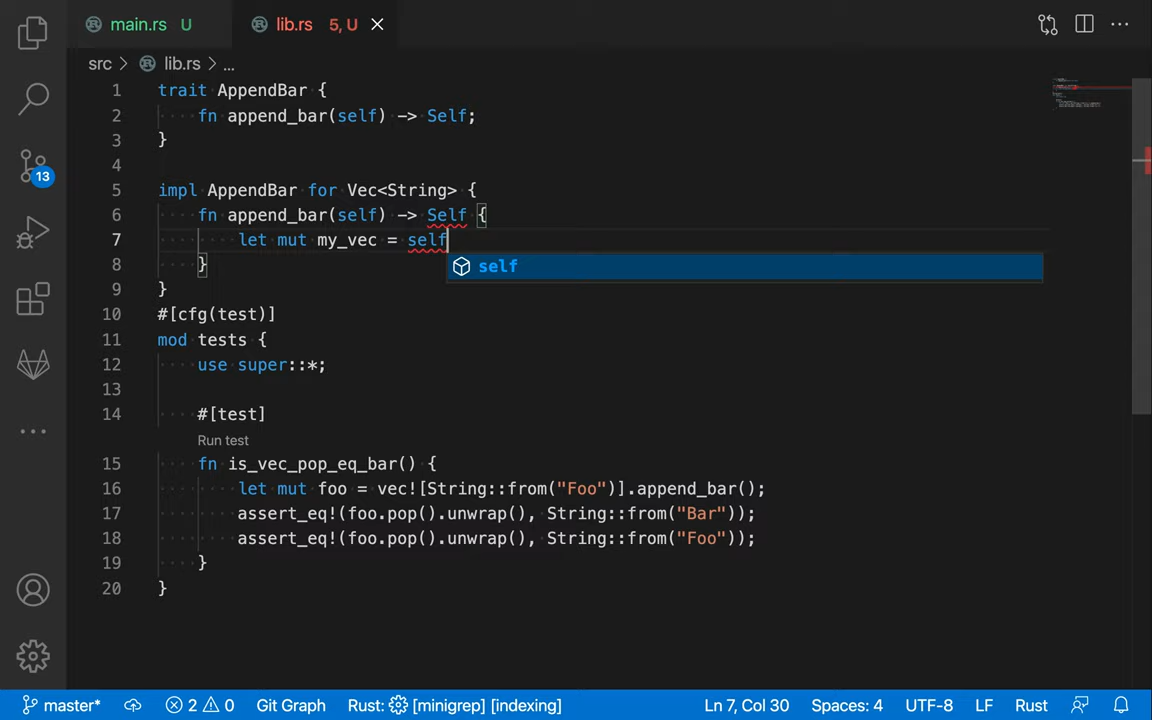 main.rs U lib.rs 5, U
src > lib.rs > ...
1 trait AppendBar {
2 fn append_bar(self) -> Self;
3 }
4
5 impl AppendBar for Vec<String> {
6 fn append_bar(self) -> Self {
7 let mut my_vec = self
self
8 }
9 }
10 #[cfg(test)]
11 mod tests {
12 use super::*;
13
14 #[test]
Run test
15 fn is_vec_pop_eq_bar() {
16 let mut foo = vec![String::from("Foo")].append_bar();
17 assert_eq!(foo.pop().unwrap(), String::from("Bar"));
18 assert_eq!(foo.pop().unwrap(), String::from("Foo"));
19 }
20 }
13
master* 2 0 Git Graph Rust: [minigrep] [indexing] Ln 7, Col 30 Spaces: 4 UTF-8 LF Rust